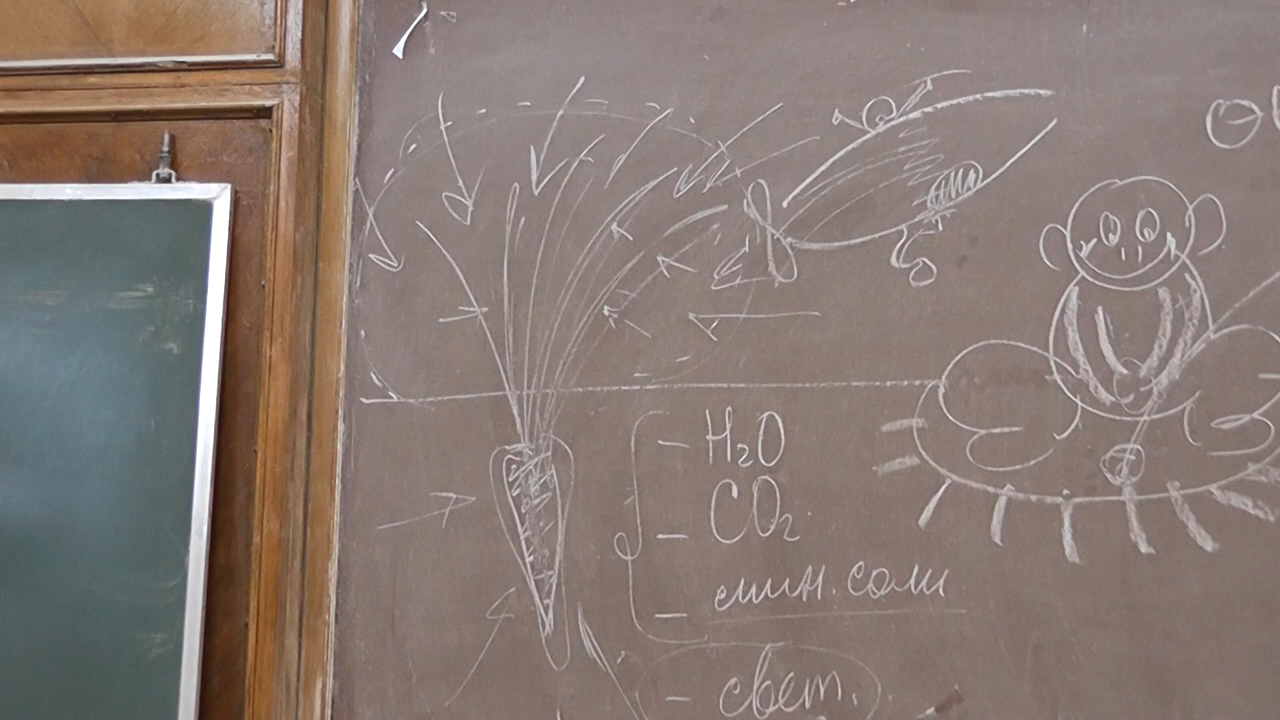 - H₂O
- CO₂
- мин. соли
- свет.